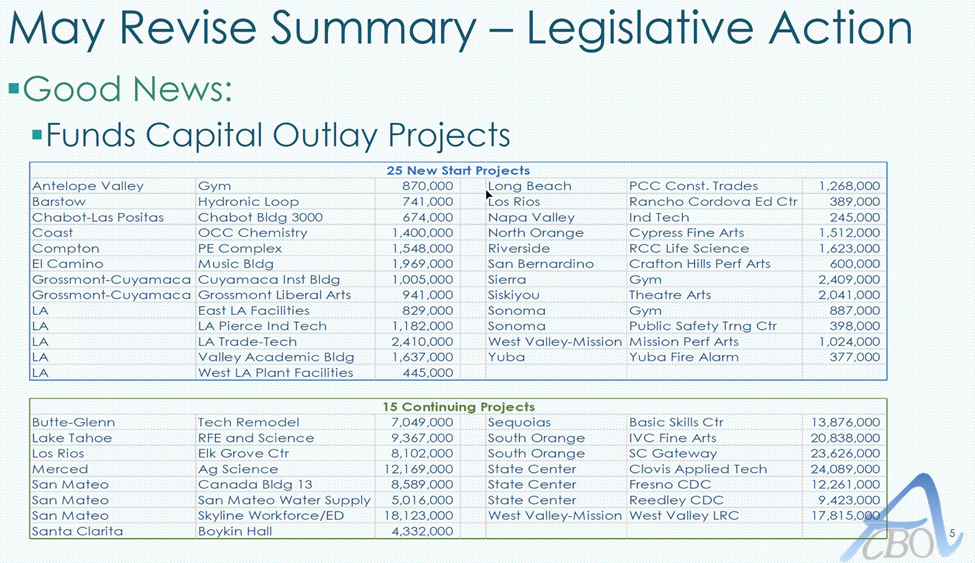 May Revise Summary – Legislative Action
Good News:
Funds Capital Outlay Projects
25 New Start Projects
Antelope Valley Gym 870,000 Long Beach PCC Const. Trades 1,268,000
Barstow Hydronic Loop 741,000 Los Rios Rancho Cordova Ed Ctr 389,000
Chabot-Las Positas Chabot Bldg 3000 674,000 Napa Valley Ind Tech 245,000
Coast OCC Chemistry 1,400,000 North Orange Cypress Fine Arts 1,512,000
Compton PE Complex 1,548,000 Riverside RCC Life Science 1,623,000
El Camino Music Bldg 1,969,000 San Bernardino Crafton Hills Perf Arts 600,000
Grossmont-Cuyamaca Cuyamaca Inst Bldg 1,005,000 Sierra Gym 2,409,000
Grossmont-Cuyamaca Grossmont Liberal Arts 941,000 Siskiyou Theatre Arts 2,041,000
LA East LA Facilities 829,000 Sonoma Gym 887,000
LA LA Pierce Ind Tech 1,182,000 Sonoma Public Safety Trng Ctr 398,000
LA LA Trade-Tech 2,410,000 West Valley-Mission Mission Perf Arts 1,024,000
LA Valley Academic Bldg 1,637,000 Yuba Yuba Fire Alarm 377,000
LA West LA Plant Facilities 445,000
15 Continuing Projects
Butte-Glenn Tech Remodel 7,049,000 Sequoias Basic Skills Ctr 13,876,000
Lake Tahoe RFE and Science 9,367,000 South Orange IVC Fine Arts 20,838,000
Los Rios Elk Grove Ctr 8,102,000 South Orange SC Gateway 23,626,000
Merced Ag Science 12,169,000 State Center Clovis Applied Tech 24,089,000
San Mateo Canada Bldg 13 8,589,000 State Center Fresno CDC 12,261,000
San Mateo San Mateo Water Supply 5,016,000 State Center Reedley CDC 9,423,000
San Mateo Skyline Workforce/ED 18,123,000 West Valley-Mission West Valley LRC 17,815,000
Santa Clarita Boykin Hall 4,332,000
ACBO
5